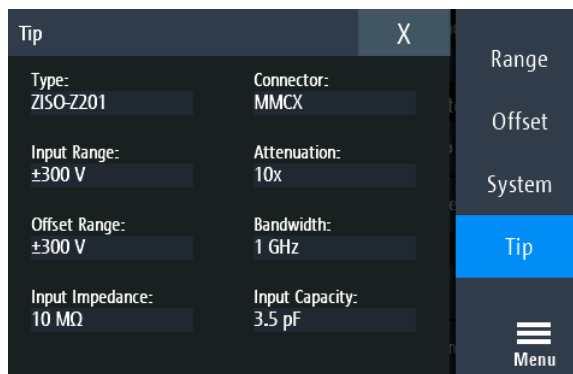 Tip
X
Type:
ZISO-Z201
Connector:
MMCX
Input Range:
±300 V
Attenuation:
10x
Offset Range:
±300 V
Bandwidth:
1 GHz
Input Impedance:
10 MΩ
Input Capacity:
3.5 pF
Range
Offset
System
Tip
Menu